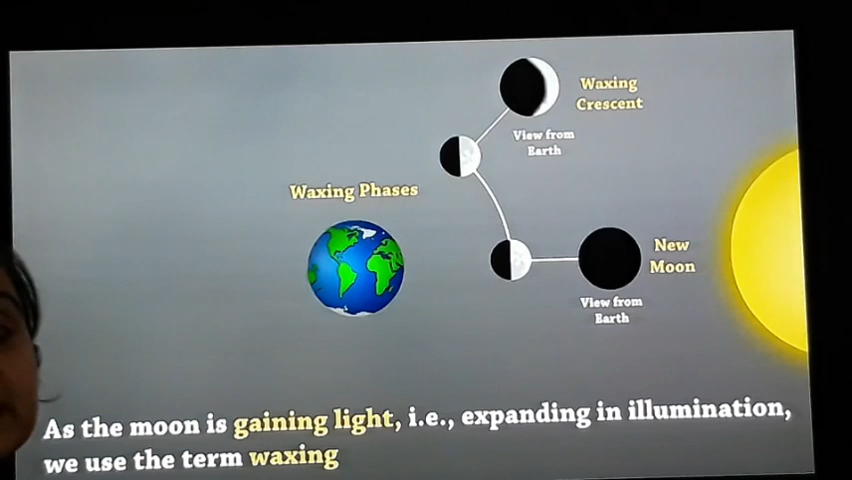 Waxing
Crescent
View from
Earth
Waxing Phases
New
Moon
View from
Earth
As the moon is gaining light, i.e., expanding in illumination,
we use the term waxing